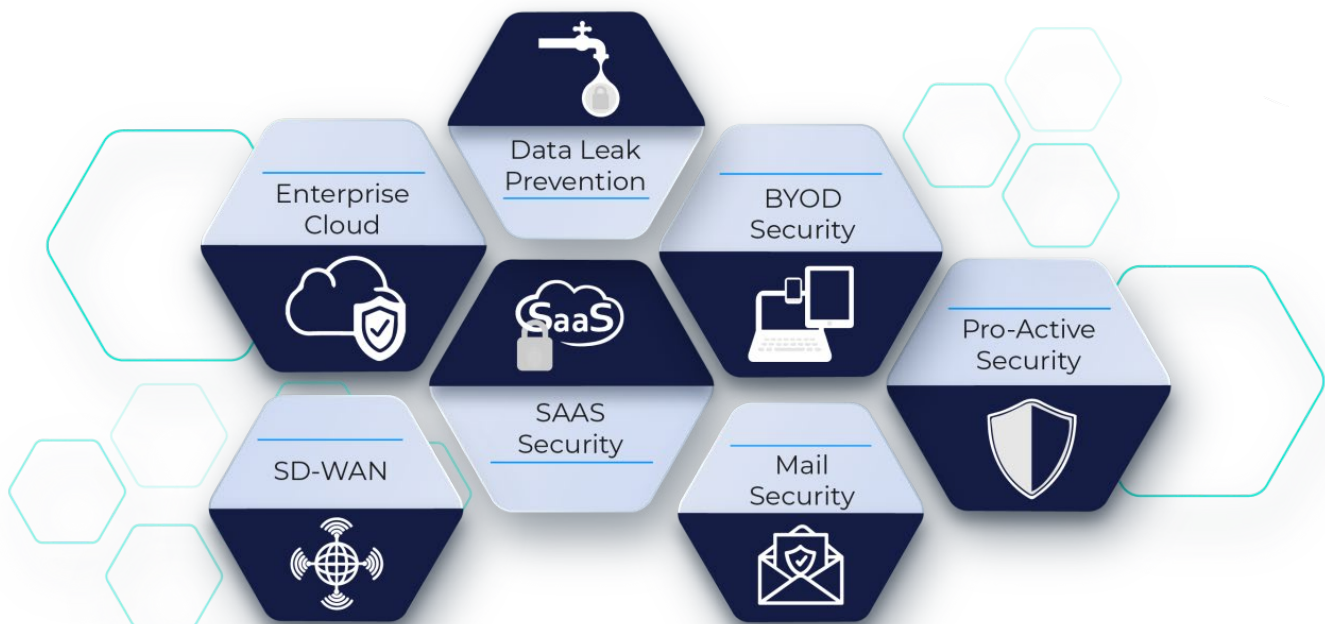 Data Leak
Prevention
Enterprise
Cloud
BYOD
Security
SaaS
Pro-Active
Security
SAAS
Security
SD-WAN
Mail
Security